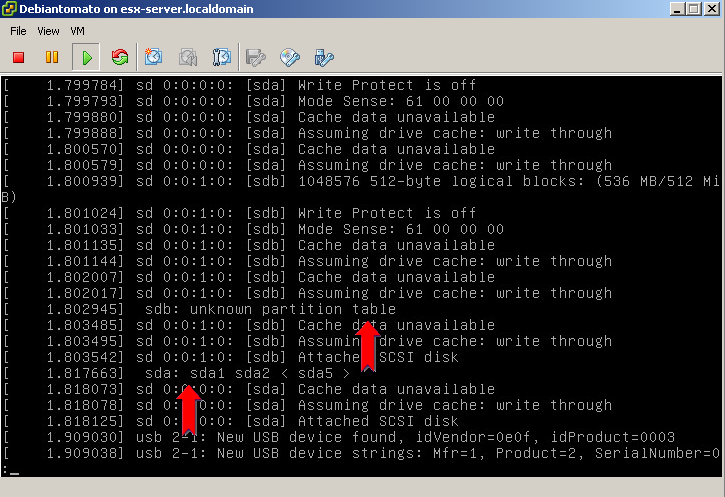 Debiantomato on esx-server.localdomain
File View VM
[    1.799784] sd 0:0:0:0: [sda] Write Protect is off
[    1.799793] sd 0:0:0:0: [sda] Mode Sense: 61 00 00 00
[    1.799880] sd 0:0:0:0: [sda] Cache data unavailable
[    1.799888] sd 0:0:0:0: [sda] Assuming drive cache: write through
[    1.800570] sd 0:0:0:0: [sda] Cache data unavailable
[    1.800579] sd 0:0:0:0: [sda] Assuming drive cache: write through
[    1.800939] sd 0:0:1:0: [sdb] 1048576 512-byte logical blocks: (536 MB/512 Mi
B)
[    1.801024] sd 0:0:1:0: [sdb] Write Protect is off
[    1.801033] sd 0:0:1:0: [sdb] Mode Sense: 61 00 00 00
[    1.801135] sd 0:0:1:0: [sdb] Cache data unavailable
[    1.801144] sd 0:0:1:0: [sdb] Assuming drive cache: write through
[    1.802007] sd 0:0:1:0: [sdb] Cache data unavailable
[    1.802017] sd 0:0:1:0: [sdb] Assuming drive cache: write through
[    1.802945]  sdb: unknown partition table
[    1.803485] sd 0:0:1:0: [sdb] Cache data unavailable
[    1.803495] sd 0:0:1:0: [sdb] Assuming drive cache: write through
[    1.803542] sd 0:0:1:0: [sdb] Attached SCSI disk
[    1.817663]  sda: sda1 sda2 < sda5 >
[    1.818073] sd 0:0:0:0: [sda] Cache data unavailable
[    1.818078] sd 0:0:0:0: [sda] Assuming drive cache: write through
[    1.818125] sd 0:0:0:0: [sda] Attached SCSI disk
[    1.909030] usb 2-1: New USB device found, idVendor=0e0f, idProduct=0003
[    1.909038] usb 2-1: New USB device strings: Mfr=1, Product=2, SerialNumber=0
:_